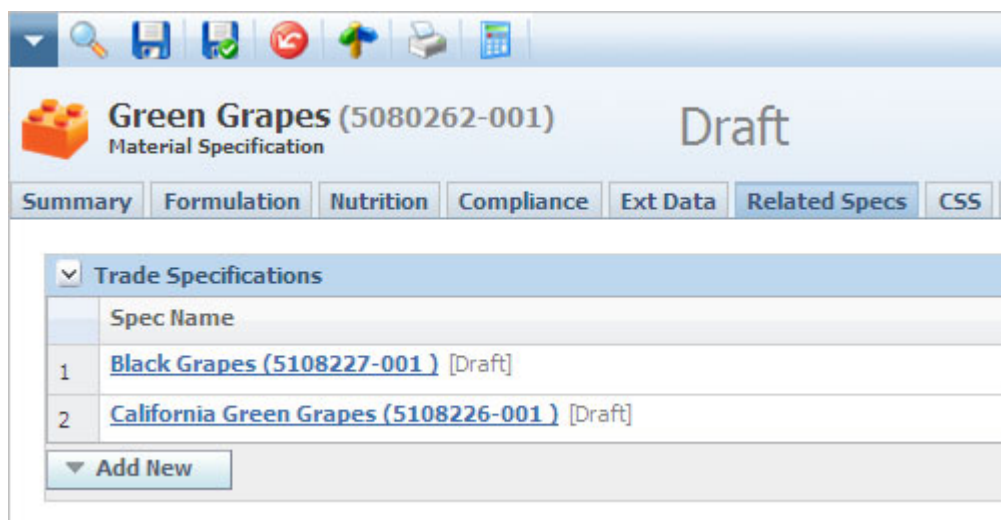 Green Grapes (5080262-001)
Draft
Material Specification
Summary Formulation Nutrition Compliance Ext Data Related Specs CSS
Trade Specifications
Spec Name
1 Black Grapes (5108227-001 ) [Draft]
2 California Green Grapes (5108226-001 ) [Draft]
Add New